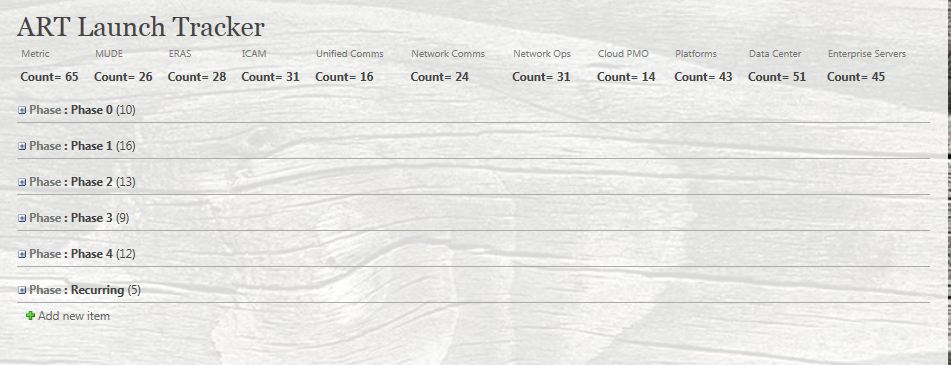 ART Launch Tracker
Metric MUDE ERAS ICAM Unified Comms Network Comms Network Ops Cloud PMO Platforms Data Center Enterprise Servers
Count= 65 Count= 26 Count= 28 Count= 31 Count= 16 Count= 24 Count= 31 Count= 14 Count= 43 Count= 51 Count= 45
Phase : Phase 0 (10)
Phase : Phase 1 (16)
Phase : Phase 2 (13)
Phase : Phase 3 (9)
Phase : Phase 4 (12)
Phase : Recurring (5)
Add new item